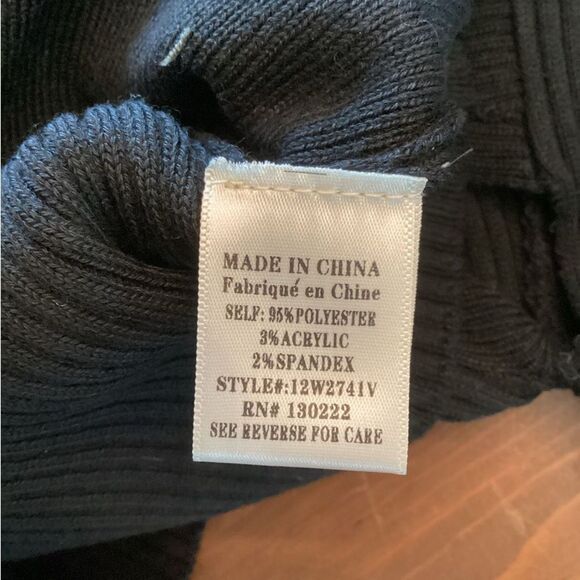 MADE IN CHINA
Fabriqué en Chine
SELF: 95%POLYESTER
3%ACRYLIC
2%SPANDEX
STYLE#:12W2741V
RN# 130222
SEE REVERSE FOR CARE